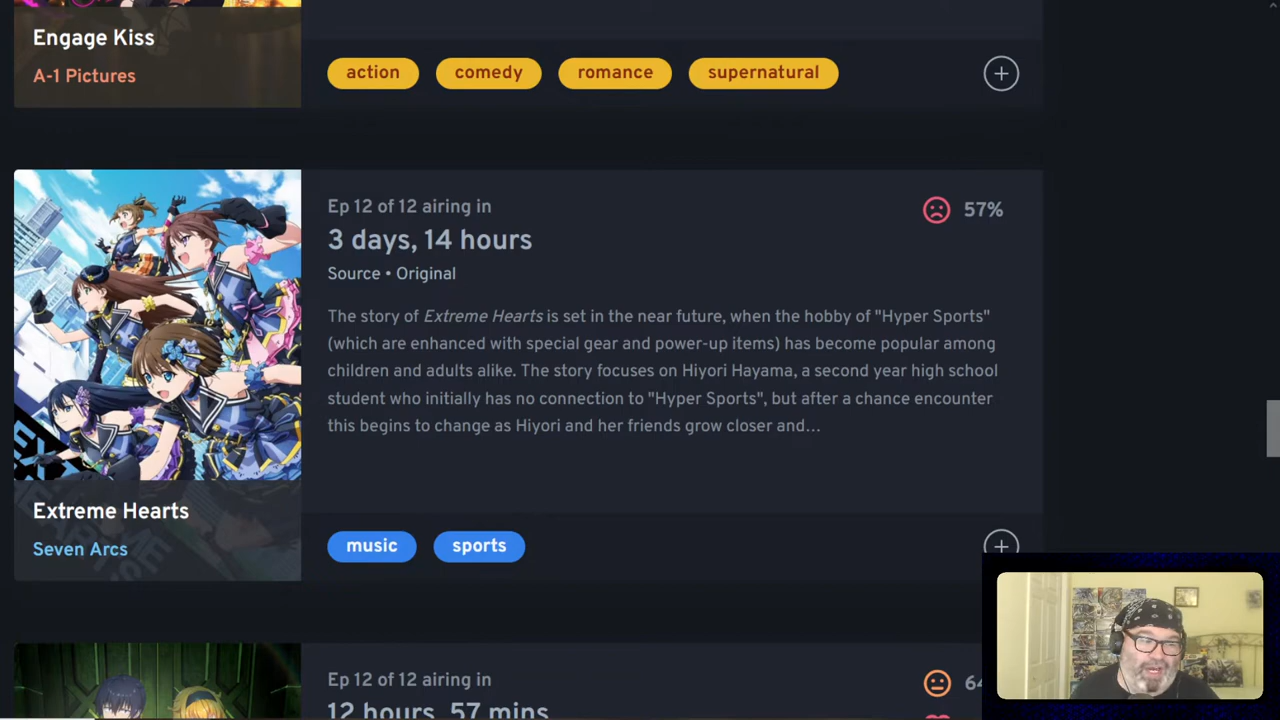 Engage Kiss
A-1 Pictures
action comedy romance supernatural
Ep 12 of 12 airing in
57%
3 days, 14 hours
Source • Original
The story of Extreme Hearts is set in the near future, when the hobby of "Hyper Sports"
(which are enhanced with special gear and power-up items) has become popular among
children and adults alike. The story focuses on Hiyori Hayama, a second year high school
student who initially has no connection to "Hyper Sports", but after a chance encounter
this begins to change as Hiyori and her friends grow closer and...
Extreme Hearts
Seven Arcs
music sports
Ep 12 of 12 airing in
12 hours, 57 mins